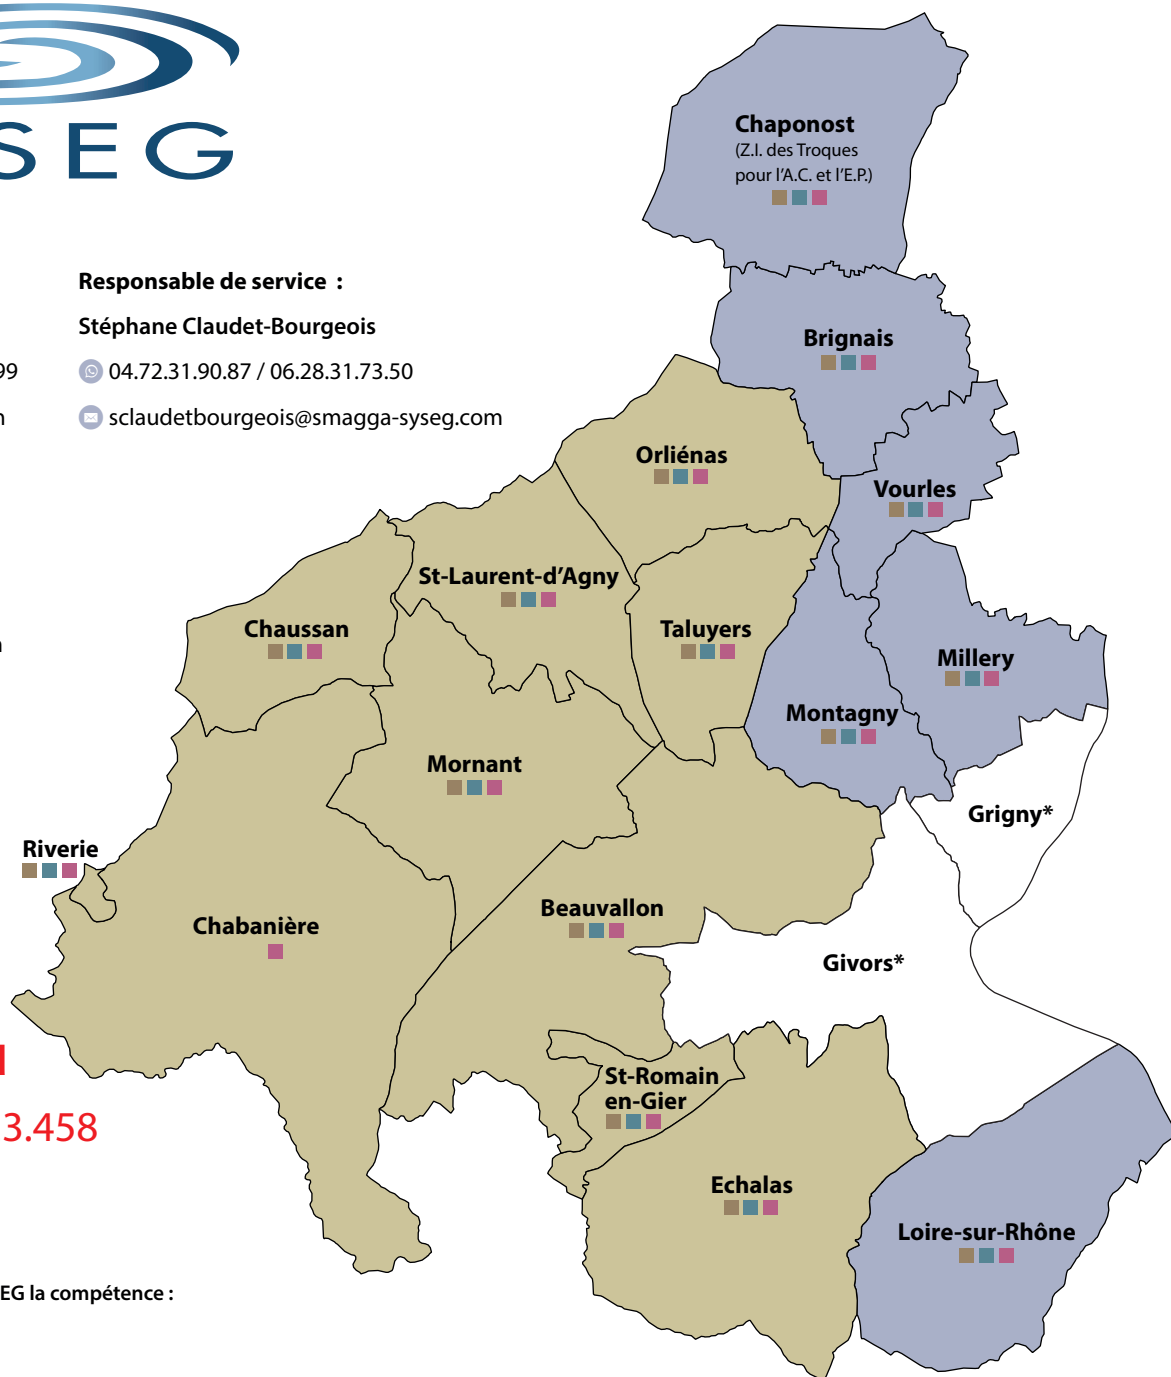 SEG
Responsable de service :
Stéphane Claudet-Bourgeois
99
04.72.31.90.87 / 06.28.31.73.50
sclaudetbourgeois@smagga-syseg.com
Chaponost
(Z.I. des Troques
pour l'A.C. et l'E.P.)
Brignais
Orliénas
Vourles
St-Laurent-d'Agny
Chaussan
Taluyers
Millery
Montagny
Mornant
Grigny*
Riverie
Beauvallon
Chabanière
Givors*
St-Romain
en-Gier
3.458
Echalas
Loire-sur-Rhône
EG la compétence :